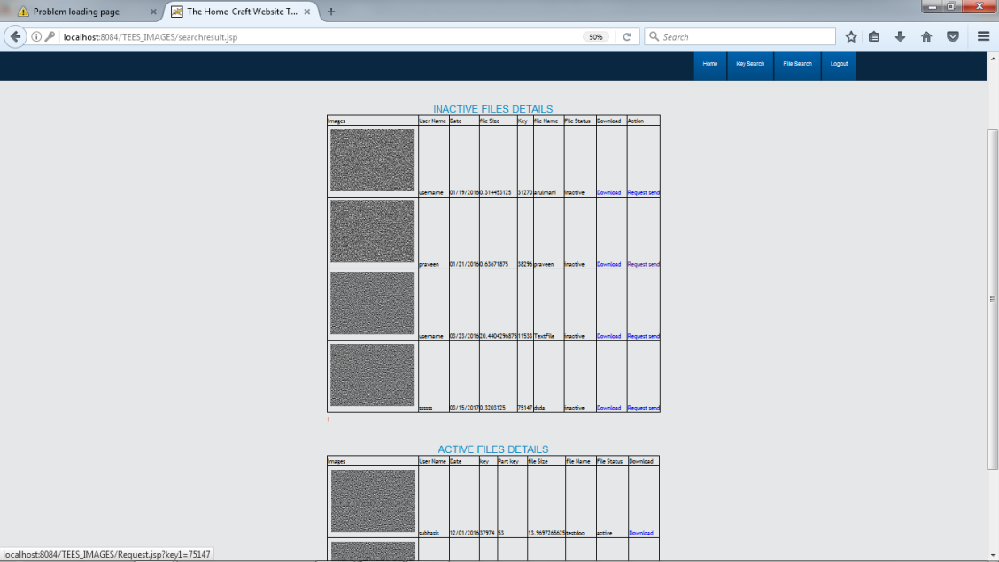 Problem loading page
The Home-Craft Website T...
localhost:8084/TEES_IMAGES/searchresult.jsp
50%
Search
Home
Key Search
File Search
Logout
INACTIVE FILES DETAILS
Images User Name Date file Size Key file Name File Status Download Action
username 01/19/2016 0.314453125 31270 arulmani inactive Download Request send
praveen 01/21/2016 0.63671875 38296 praveen inactive Download Request send
username 03/23/2016 20.4404296875 11533 TextFile inactive Download Request send
ssssss 03/15/2017 0.3203125 75147 dsda inactive Download Request send
1
ACTIVE FILES DETAILS
Images User Name Date key Part key file Size file Name File Status Download
subhasis 12/01/2016 37974 53 13.9697265625 testdoc active Download
localhost:8084/TEES_IMAGES/Request.jsp?key1=75147